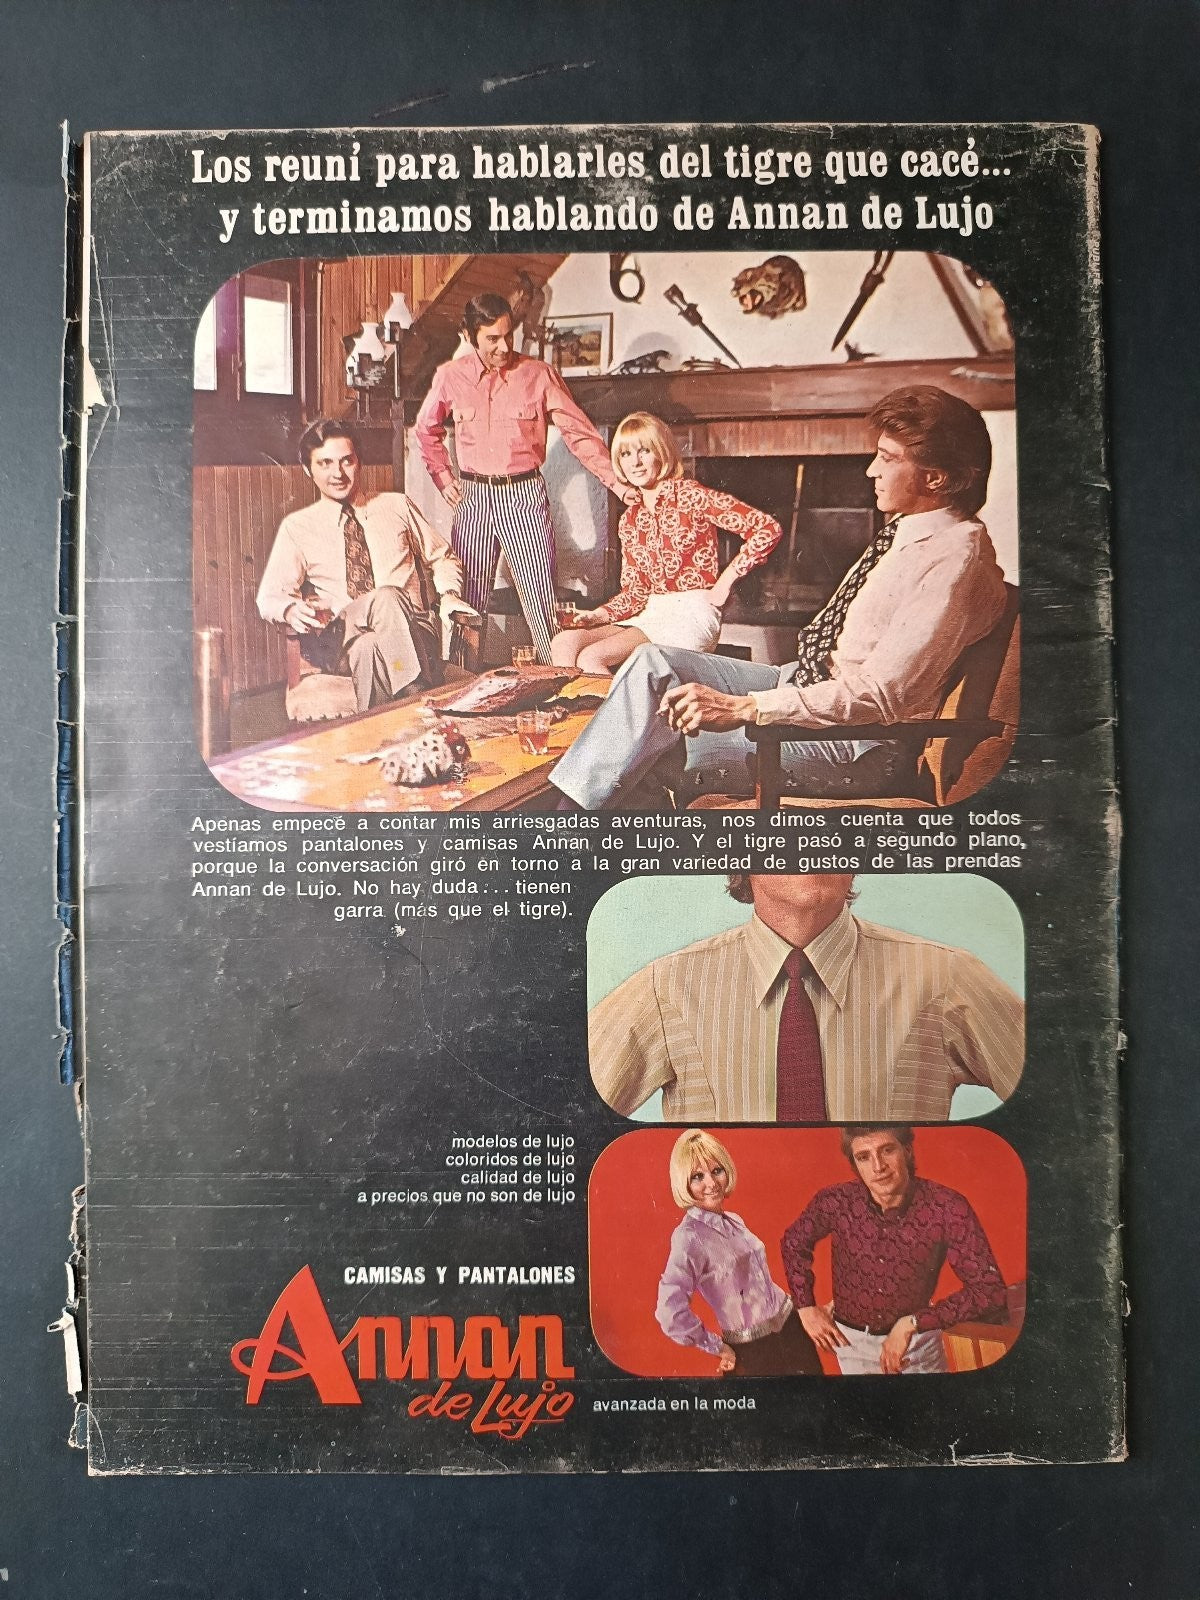 Los reuní para hablarles del tigre que cacé...
y terminamos hablando de Annan de Lujo
Apenas empecé a contar mis arriesgadas aventuras, nos dimos cuenta que todos
vestíamos pantalones y camisas Annan de Lujo. Y el tigre pasó a segundo plano,
porque la conversación giró en torno a la gran variedad de gustos de las prendas
Annan de Lujo. No hay duda... tienen
garra (más que el tigre).
modelos de lujo
coloridos de lujo
calidad de lujo
a precios que no son de lujo
CAMISAS Y PANTALONES
Annan
de Lujo
avanzada en la moda